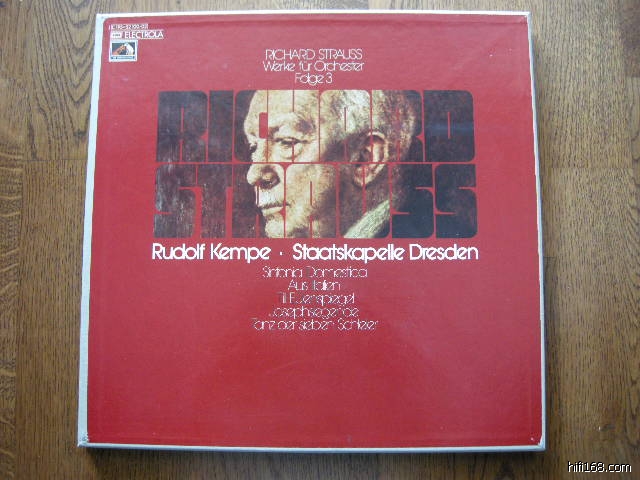 EMI ELECTROLA
RICHARD STRAUSS
Werke für Orchester
Folge 3
RICHARD
STRAUSS
Rudolf Kempe · Staatskapelle Dresden
Sinfonia Domestica
Aus Italien
Till Eulenspiegel
Josephslegende
Tanz der sieben Schleier
hifi168.com